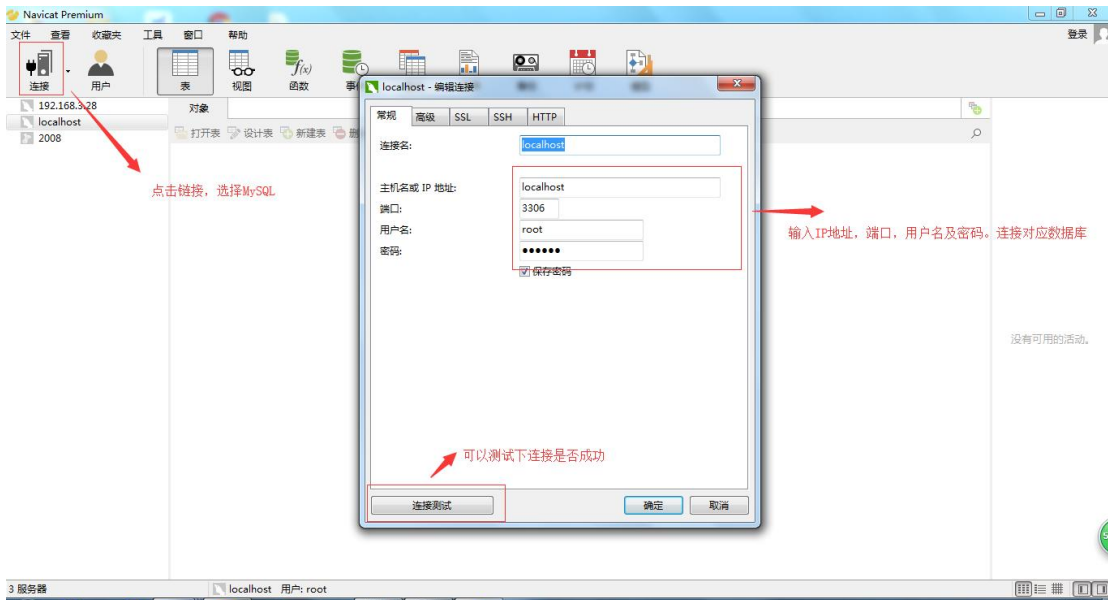 Navicat Premium
文件 查看 收藏夹 工具 窗口 帮助 登录
连接 用户 表 视图 函数
f(x)
192.168.3.28
localhost
2008
对象
打开表 设计表 新建表
localhost - 编辑连接
常规 高级 SSL SSH HTTP
连接名: localhost
主机名或 IP 地址: localhost
端口: 3306
用户名: root
密码: ●●●●●●
保存密码
点击链接，选择MySQL
输入IP地址，端口，用户名及密码。连接对应数据库
没有可用的活动。
可以测试下连接是否成功
连接测试 确定 取消
3 服务器 localhost 用户: root